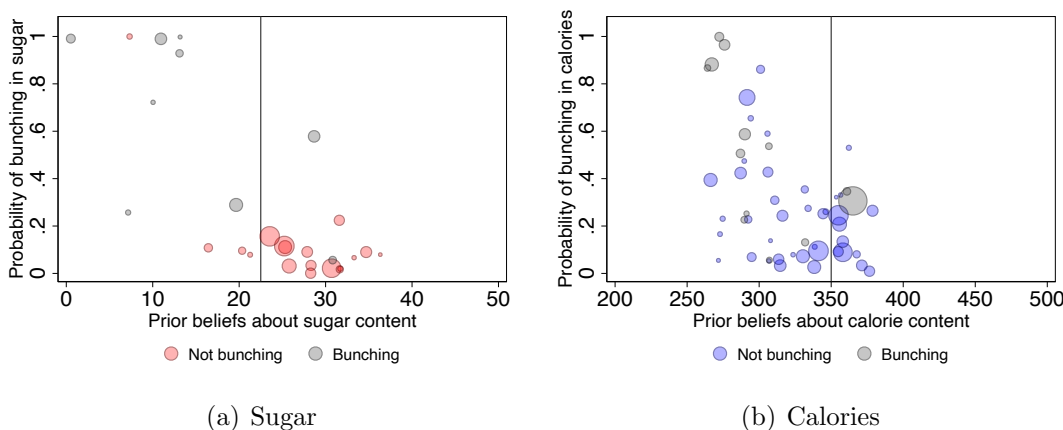 Probability of bunching in sugar
0 .2 .4 .6 .8 1
0 10 20 30 40 50
Prior beliefs about sugar content
Not bunching Bunching
(a) Sugar
Probability of bunching in calories
0 .2 .4 .6 .8 1
200 250 300 350 400 450 500
Prior beliefs about calorie content
Not bunching Bunching
(b) Calories